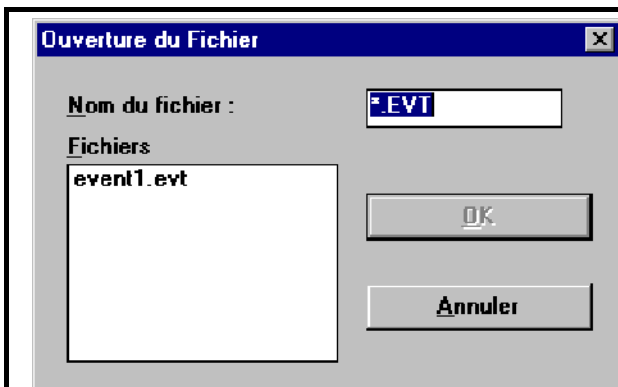 Ouverture du Fichier
Nom du fichier :
*.EVT
Fichiers
event1.evt
OK
Annuler